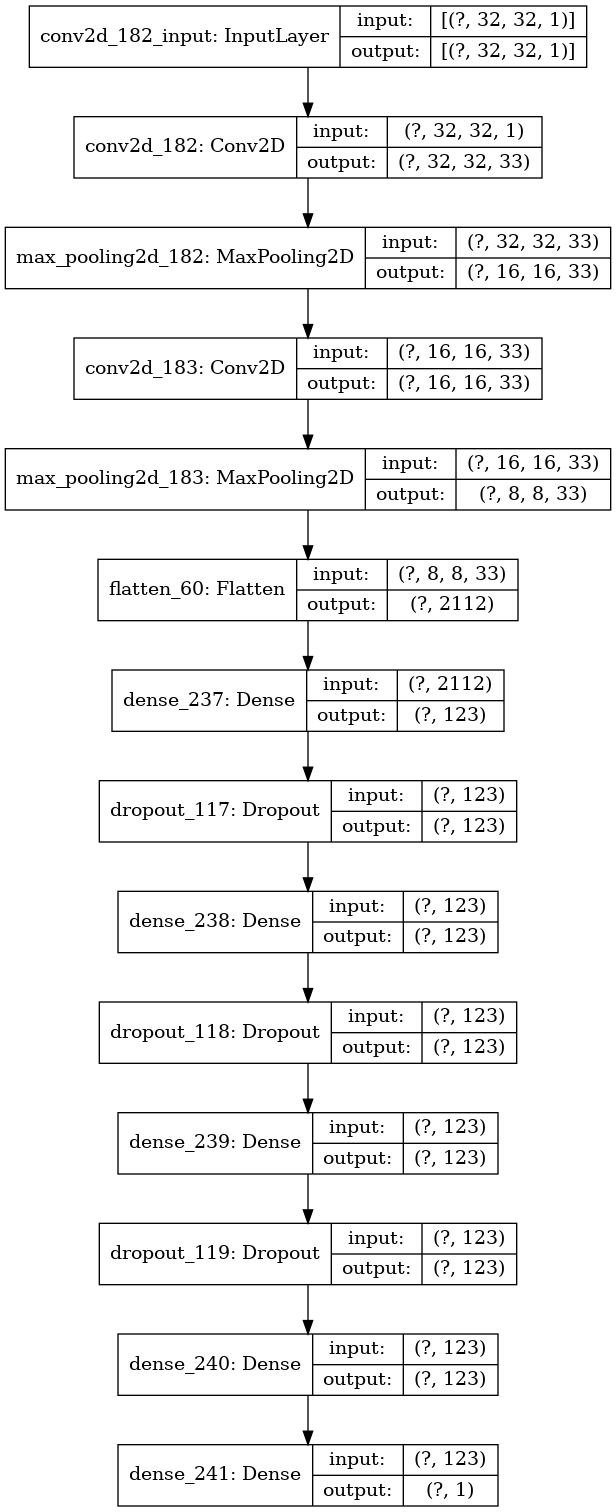 conv2d_182_input: InputLayer
input: [(?, 32, 32, 1)]
output: [(?, 32, 32, 1)]
conv2d_182: Conv2D
input: (?, 32, 32, 1)
output: (?, 32, 32, 33)
max_pooling2d_182: MaxPooling2D
input: (?, 32, 32, 33)
output: (?, 16, 16, 33)
conv2d_183: Conv2D
input: (?, 16, 16, 33)
output: (?, 16, 16, 33)
max_pooling2d_183: MaxPooling2D
input: (?, 16, 16, 33)
output: (?, 8, 8, 33)
flatten_60: Flatten
input: (?, 8, 8, 33)
output: (?, 2112)
dense_237: Dense
input: (?, 2112)
output: (?, 123)
dropout_117: Dropout
input: (?, 123)
output: (?, 123)
dense_238: Dense
input: (?, 123)
output: (?, 123)
dropout_118: Dropout
input: (?, 123)
output: (?, 123)
dense_239: Dense
input: (?, 123)
output: (?, 123)
dropout_119: Dropout
input: (?, 123)
output: (?, 123)
dense_240: Dense
input: (?, 123)
output: (?, 123)
dense_241: Dense
input: (?, 123)
output: (?, 1)